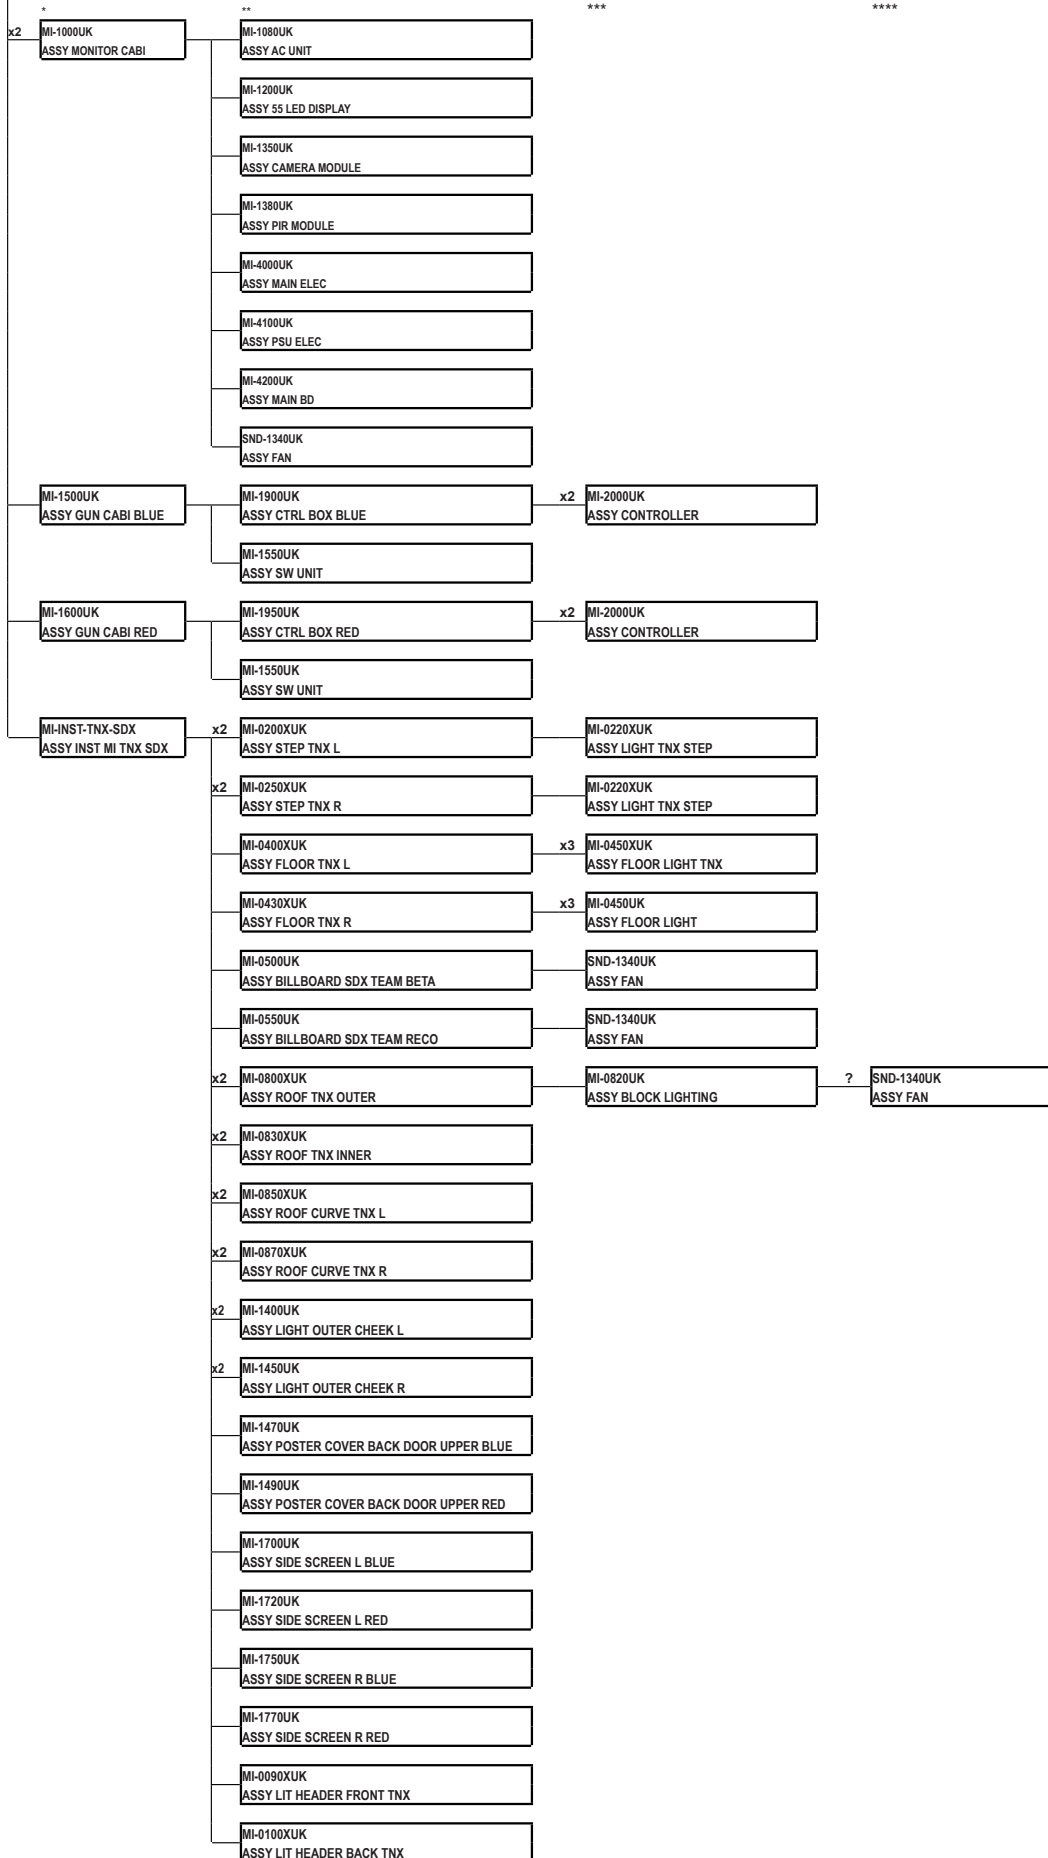 * ** *** ****
x2 MI-1000UK MI-1080UK
ASSY MONITOR CABI ASSY AC UNIT
MI-1200UK
ASSY 55 LED DISPLAY
MI-1350UK
ASSY CAMERA MODULE
MI-1380UK
ASSY PIR MODULE
MI-4000UK
ASSY MAIN ELEC
MI-4100UK
ASSY PSU ELEC
MI-4200UK
ASSY MAIN BD
SND-1340UK
ASSY FAN
MI-1500UK MI-1900UK x2 MI-2000UK
ASSY GUN CABI BLUE ASSY CTRL BOX BLUE ASSY CONTROLLER
MI-1550UK
ASSY SW UNIT
MI-1600UK MI-1950UK x2 MI-2000UK
ASSY GUN CABI RED ASSY CTRL BOX RED ASSY CONTROLLER
MI-1550UK
ASSY SW UNIT
MI-INST-TNX-SDX x2 MI-0200XUK MI-0220XUK
ASSY INST MI TNX SDX ASSY STEP TNX L ASSY LIGHT TNX STEP
x2 MI-0250XUK MI-0220XUK
ASSY STEP TNX R ASSY LIGHT TNX STEP
MI-0400XUK x3 MI-0450XUK
ASSY FLOOR TNX L ASSY FLOOR LIGHT TNX
MI-0430XUK x3 MI-0450UK
ASSY FLOOR TNX R ASSY FLOOR LIGHT
MI-0500UK SND-1340UK
ASSY BILLBOARD SDX TEAM BETA ASSY FAN
MI-0550UK SND-1340UK
ASSY BILLBOARD SDX TEAM RECO ASSY FAN
x2 MI-0800XUK MI-0820UK ? SND-1340UK
ASSY ROOF TNX OUTER ASSY BLOCK LIGHTING ASSY FAN
x2 MI-0830XUK
ASSY ROOF TNX INNER
x2 MI-0850XUK
ASSY ROOF CURVE TNX L
x2 MI-0870XUK
ASSY ROOF CURVE TNX R
x2 MI-1400UK
ASSY LIGHT OUTER CHEEK L
x2 MI-1450UK
ASSY LIGHT OUTER CHEEK R
MI-1470UK
ASSY POSTER COVER BACK DOOR UPPER BLUE
MI-1490UK
ASSY POSTER COVER BACK DOOR UPPER RED
MI-1700UK
ASSY SIDE SCREEN L BLUE
MI-1720UK
ASSY SIDE SCREEN L RED
MI-1750UK
ASSY SIDE SCREEN R BLUE
MI-1770UK
ASSY SIDE SCREEN R RED
MI-0090XUK
ASSY LIT HEADER FRONT TNX
MI-0100XUK
ASSY LIT HEADER BACK TNX